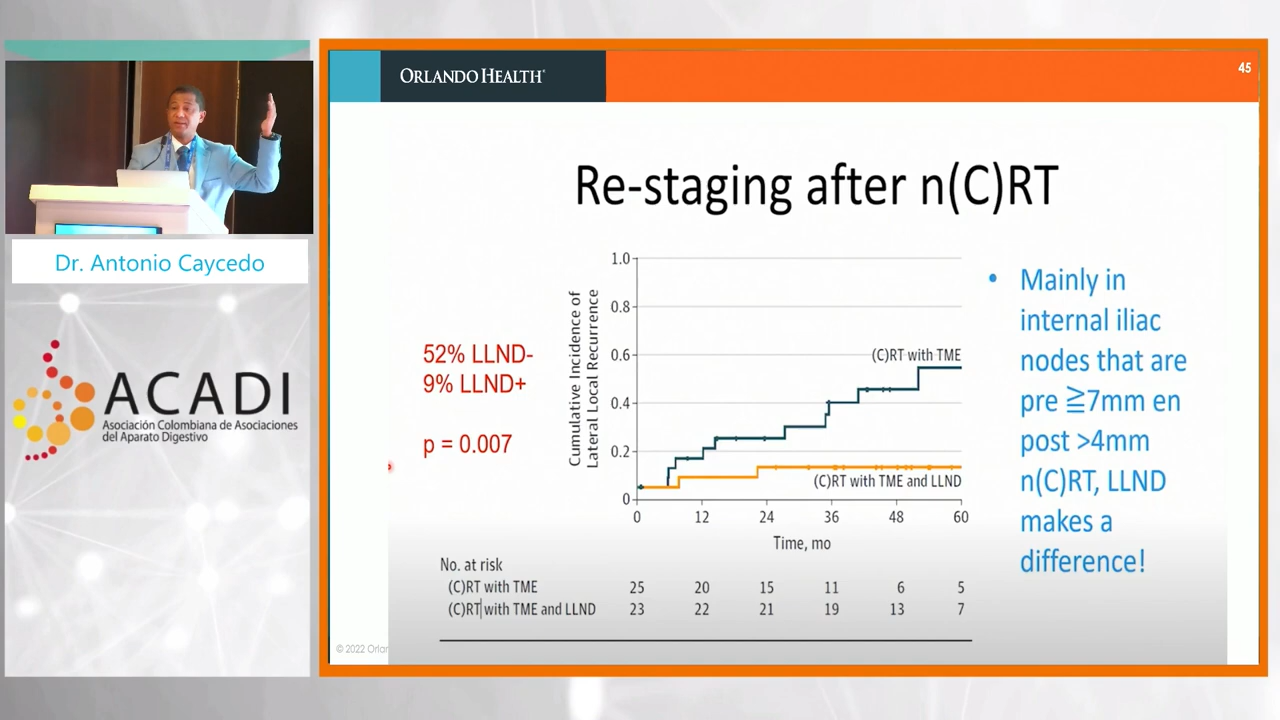 ORLANDO HEALTH
45
Re-staging after n(C)RT
52% LLND-
9% LLND+
p = 0.007
Cumulative Incidence of
Lateral Local Recurrence
1.0
0.8
0.6
0.4
0.2
0
(C)RT with TME
(C)RT with TME and LLND
0 12 24 36 48 60
Time, mo
No. at risk
(C)RT with TME 25 20 15 11 6 5
(C)RT with TME and LLND 23 22 21 19 13 7
• Mainly in
internal iliac
nodes that are
pre ≧7mm en
post >4mm
n(C)RT, LLND
makes a
difference!
© 2022 Orlan
Dr. Antonio Caycedo
ACADI
Asociación Colombiana de Asociaciones
del Aparato Digestivo